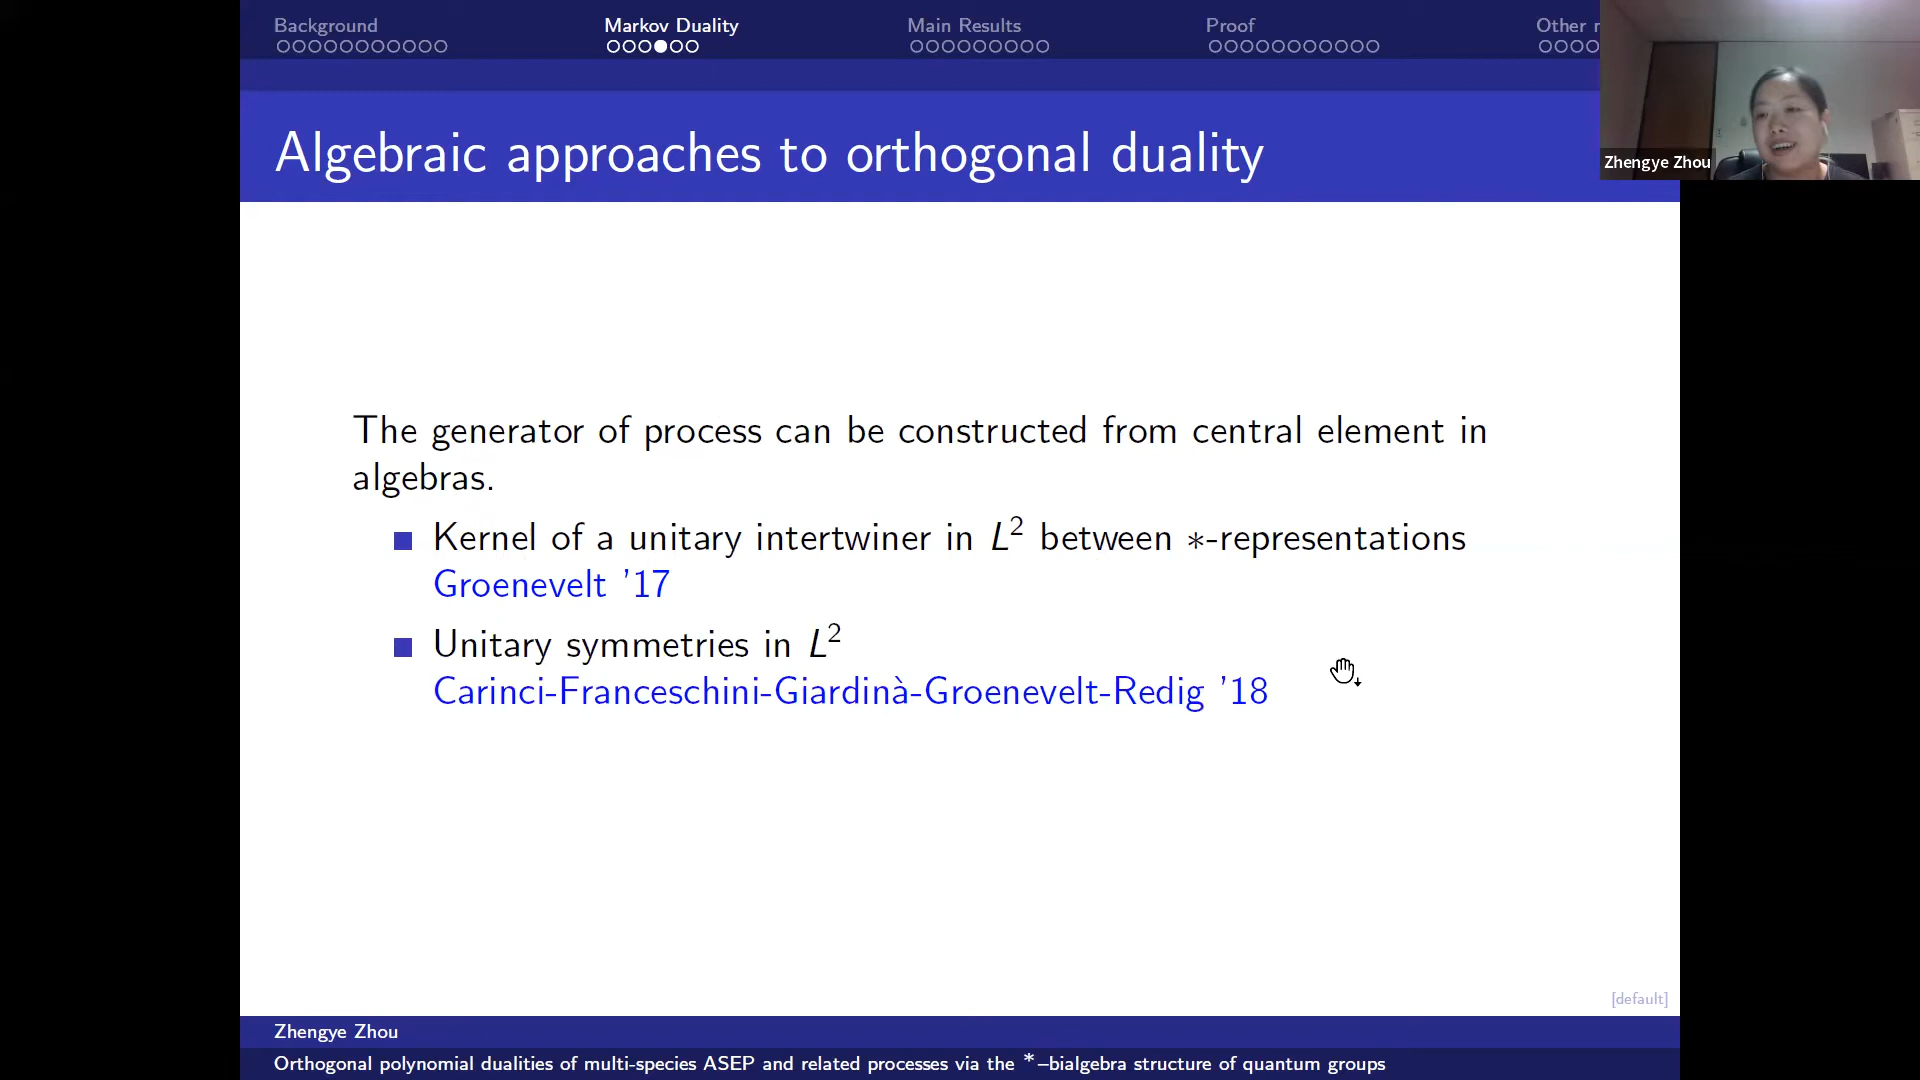 Background
Markov Duality
Main Results
Proof
Other
Zhengye Zhou
Algebraic approaches to orthogonal duality
The generator of process can be constructed from central element in
algebras.
Kernel of a unitary intertwiner in L² between *-representations
Groenevelt '17
Unitary symmetries in L²
Carinci-Franceschini-Giardinà-Groenevelt-Redig '18
[default]
Zhengye Zhou
Orthogonal polynomial dualities of multi-species ASEP and related processes via the *–bialgebra structure of quantum groups